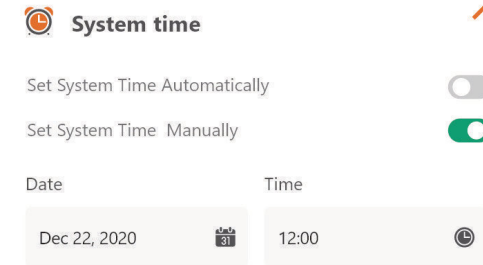 System time
Set System Time Automatically
Set System Time Manually
Date Time
Dec 22, 2020 31 12:00